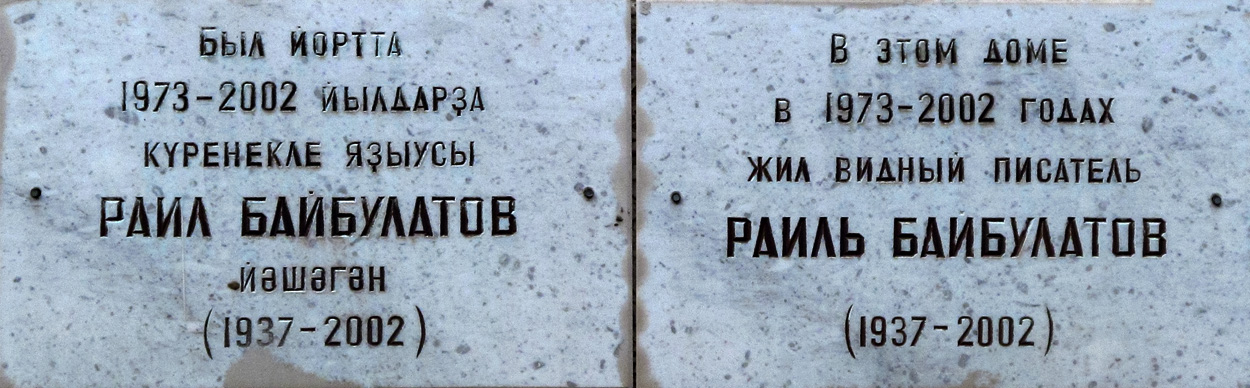 Был йортта
1973-2002 йылдарҙа
күренекле яҙыусы
РАИЛ БАЙБУЛАТОВ
йәшәгән
(1937-2002)
В этом доме
в 1973-2002 годах
жил видный писатель
РАИЛЬ БАЙБУЛАТОВ
(1937-2002)